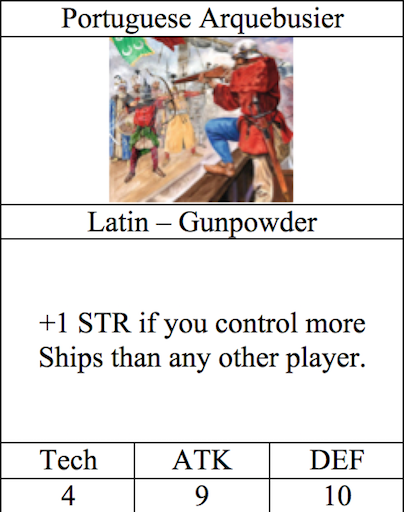 Portuguese Arquebusier
Latin – Gunpowder
+1 STR if you control more
Ships than any other player.
Tech ATK DEF
4 9 10